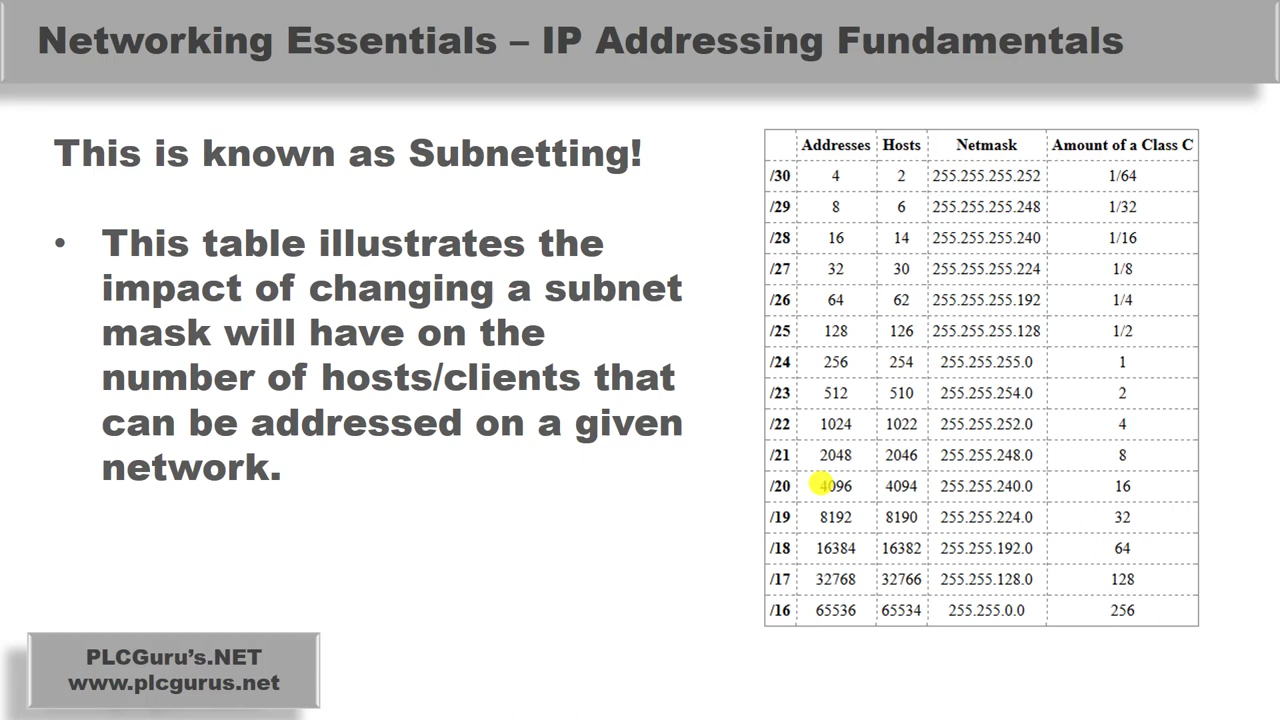 Networking Essentials – IP Addressing Fundamentals
This is known as Subnetting!
• This table illustrates the
impact of changing a subnet
mask will have on the
number of hosts/clients that
can be addressed on a given
network.
Addresses Hosts Netmask Amount of a Class C
/30 4 2 255.255.255.252 1/64
/29 8 6 255.255.255.248 1/32
/28 16 14 255.255.255.240 1/16
/27 32 30 255.255.255.224 1/8
/26 64 62 255.255.255.192 1/4
/25 128 126 255.255.255.128 1/2
/24 256 254 255.255.255.0 1
/23 512 510 255.255.254.0 2
/22 1024 1022 255.255.252.0 4
/21 2048 2046 255.255.248.0 8
/20 4096 4094 255.255.240.0 16
/19 8192 8190 255.255.224.0 32
/18 16384 16382 255.255.192.0 64
/17 32768 32766 255.255.128.0 128
/16 65536 65534 255.255.0.0 256
PLCGuru’s.NET
www.plcgurus.net